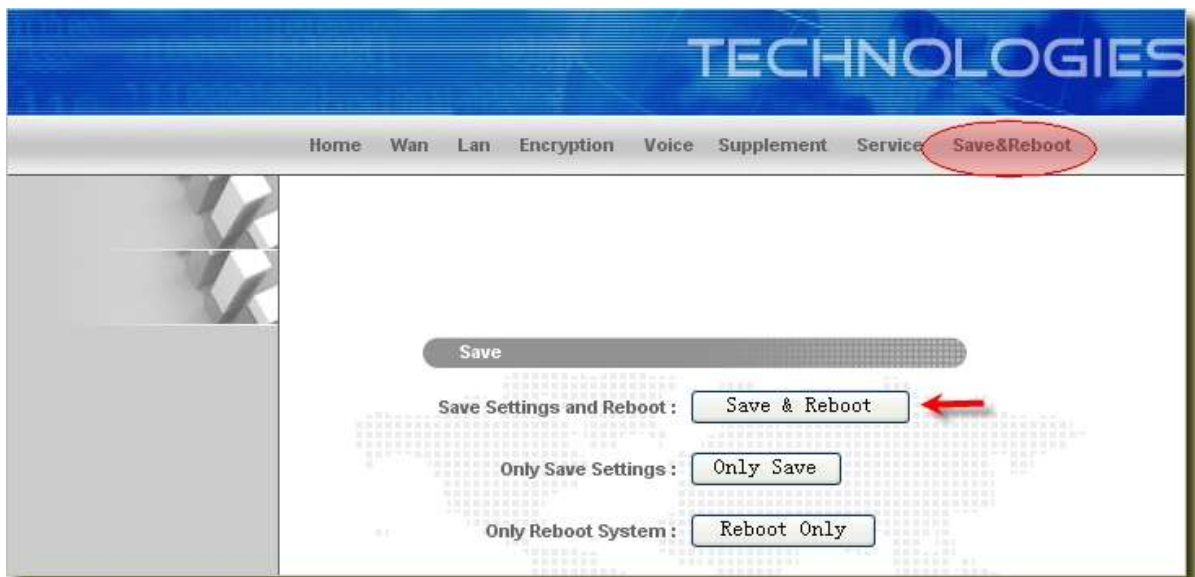 TECHNOLOGIES
Home Wan Lan Encryption Voice Supplement Service Save&Reboot
Save
Save Settings and Reboot : Save & Reboot
Only Save Settings : Only Save
Only Reboot System : Reboot Only